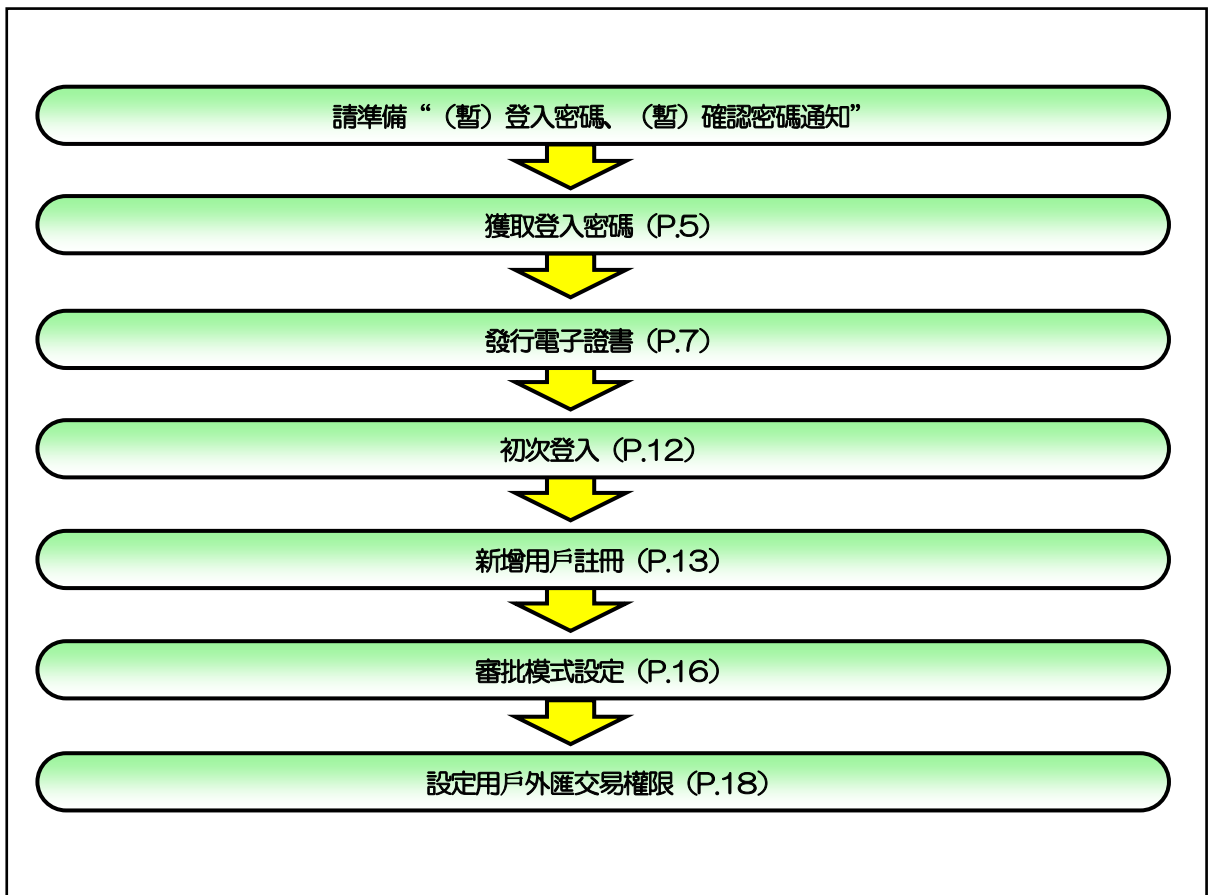 請準備“（暫）登入密碼、（暫）確認密碼通知”
獲取登入密碼（P.5）
發行電子證書（P.7）
初次登入（P.12）
新增用戶註冊（P.13）
審批模式設定（P.16）
設定用戶外匯交易權限（P.18）